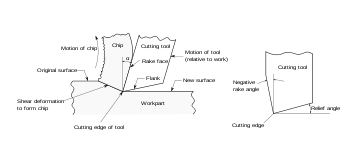 Motion of chip
Chip
Cutting tool
α
Rake face
Motion of tool
(relative to work)
Original surface
Flank
New surface
Shear deformation
to form chip
Workpart
Cutting edge of tool
Cutting tool
Negative
rake angle
Relief angle
Cutting edge